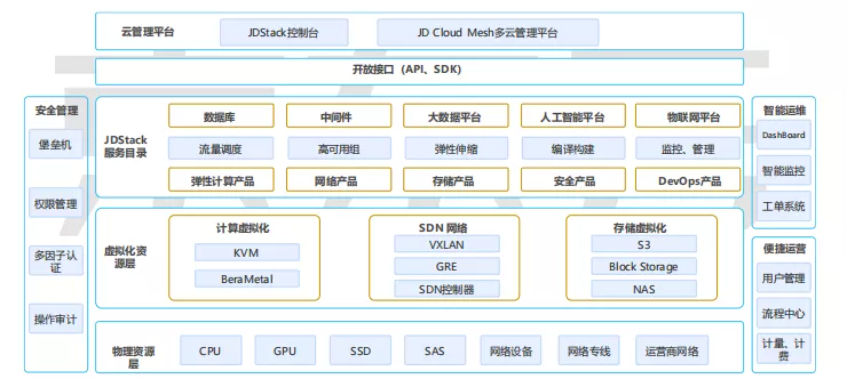 云管理平台
JDStack控制台
JD Cloud Mesh多云管理平台
开放接口（API、SDK)
安全管理
堡垒机
权限管理
多因子认
证
操作审计
JDStack
服务目录
数据库
中间件
大数据平台
人工智能平台
物联网平台
流量调度
高可用组
弹性伸缩
编译构建
监控、管理
弹性计算产品
网络产品
存储产品
安全产品
DevOps产品
虚拟化资
源层
计算虚拟化
KVM
BeraMetal
SDN 网络
VXLAN
GRE
SDN控制器
存储虚拟化
S3
Block Storage
NAS
物理资源
层
CPU
GPU
SSD
SAS
网络设备
网络专线
运营商网络
智能运维
DashBoard
智能监控
工单系统
便捷运营
用户管理
流程中心
计量、计
费